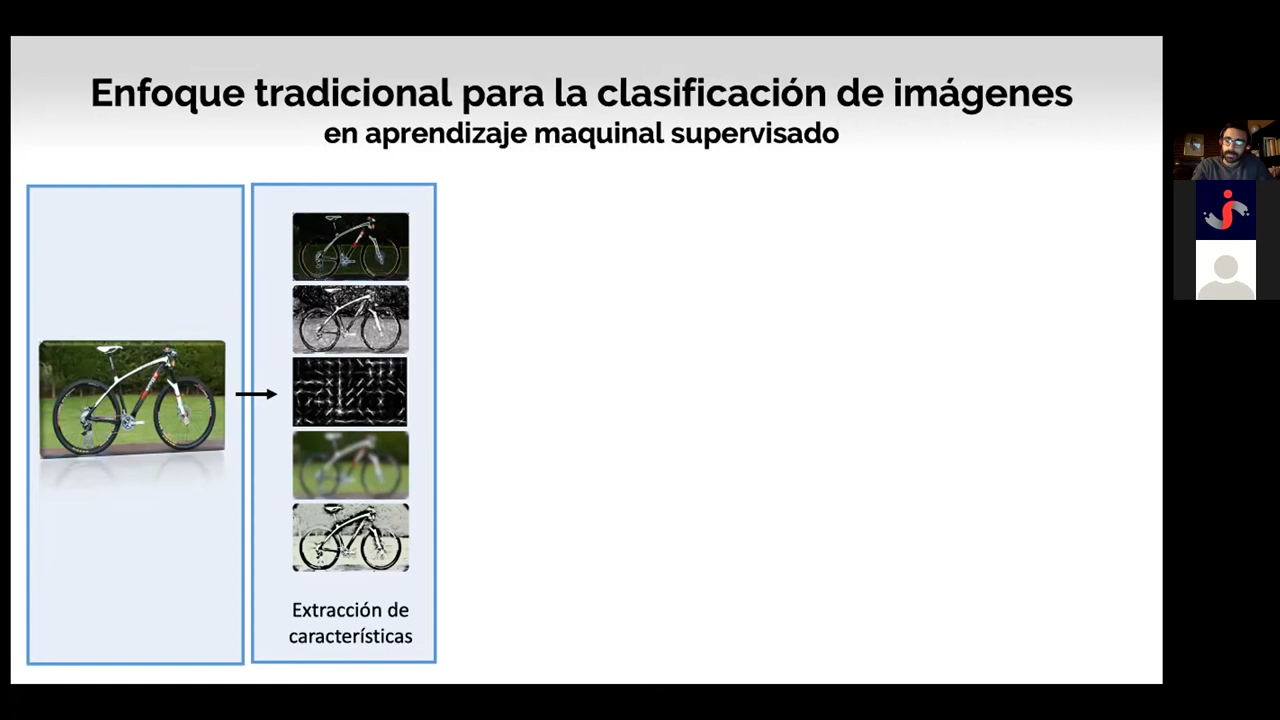 Enfoque tradicional para la clasificación de imágenes
en aprendizaje maquinal supervisado
Extracción de
características